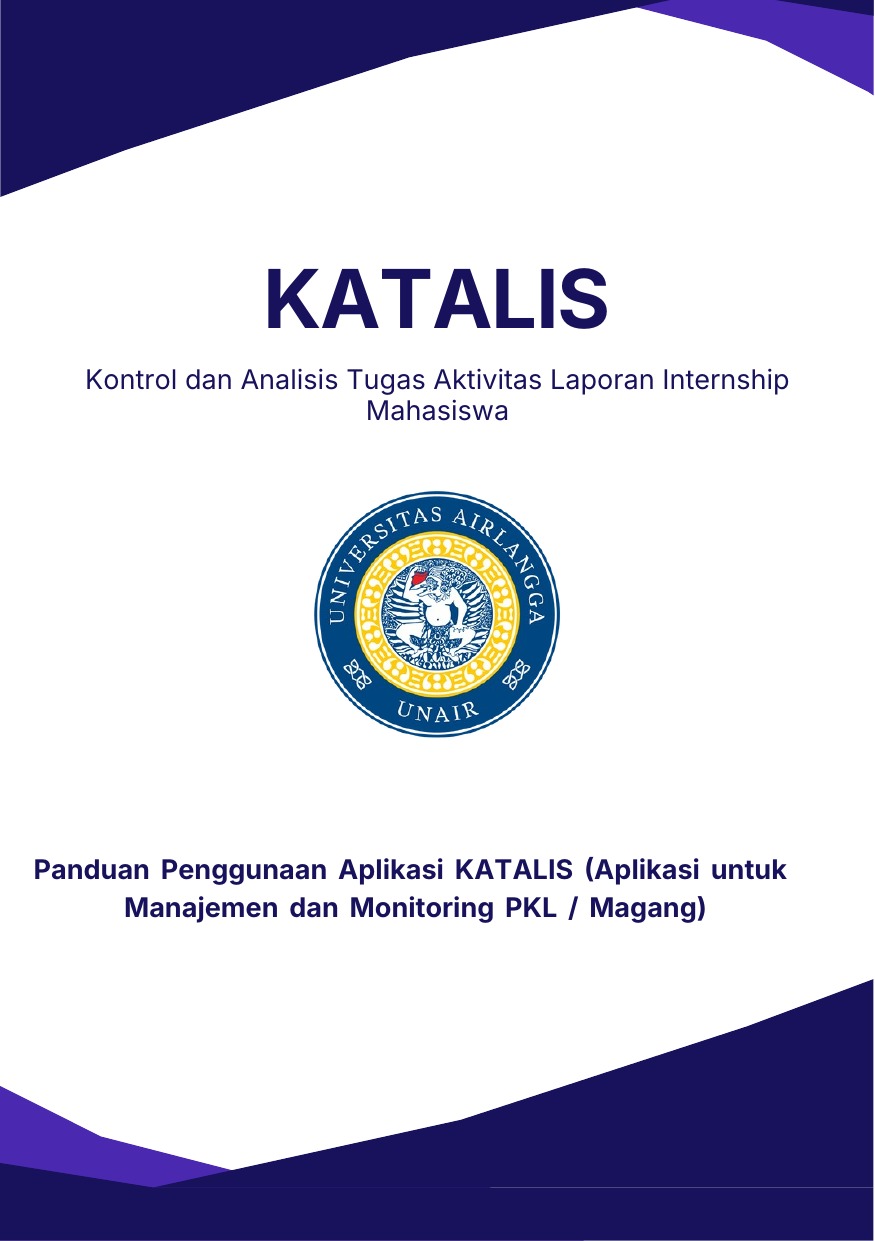 KATALIS
Kontrol dan Analisis Tugas Aktivitas Laporan Internship
Mahasiswa
UNIVERSITAS AIRLANGGA
UNAIR
Panduan Penggunaan Aplikasi KATALIS (Aplikasi untuk
Manajemen dan Monitoring PKL / Magang)